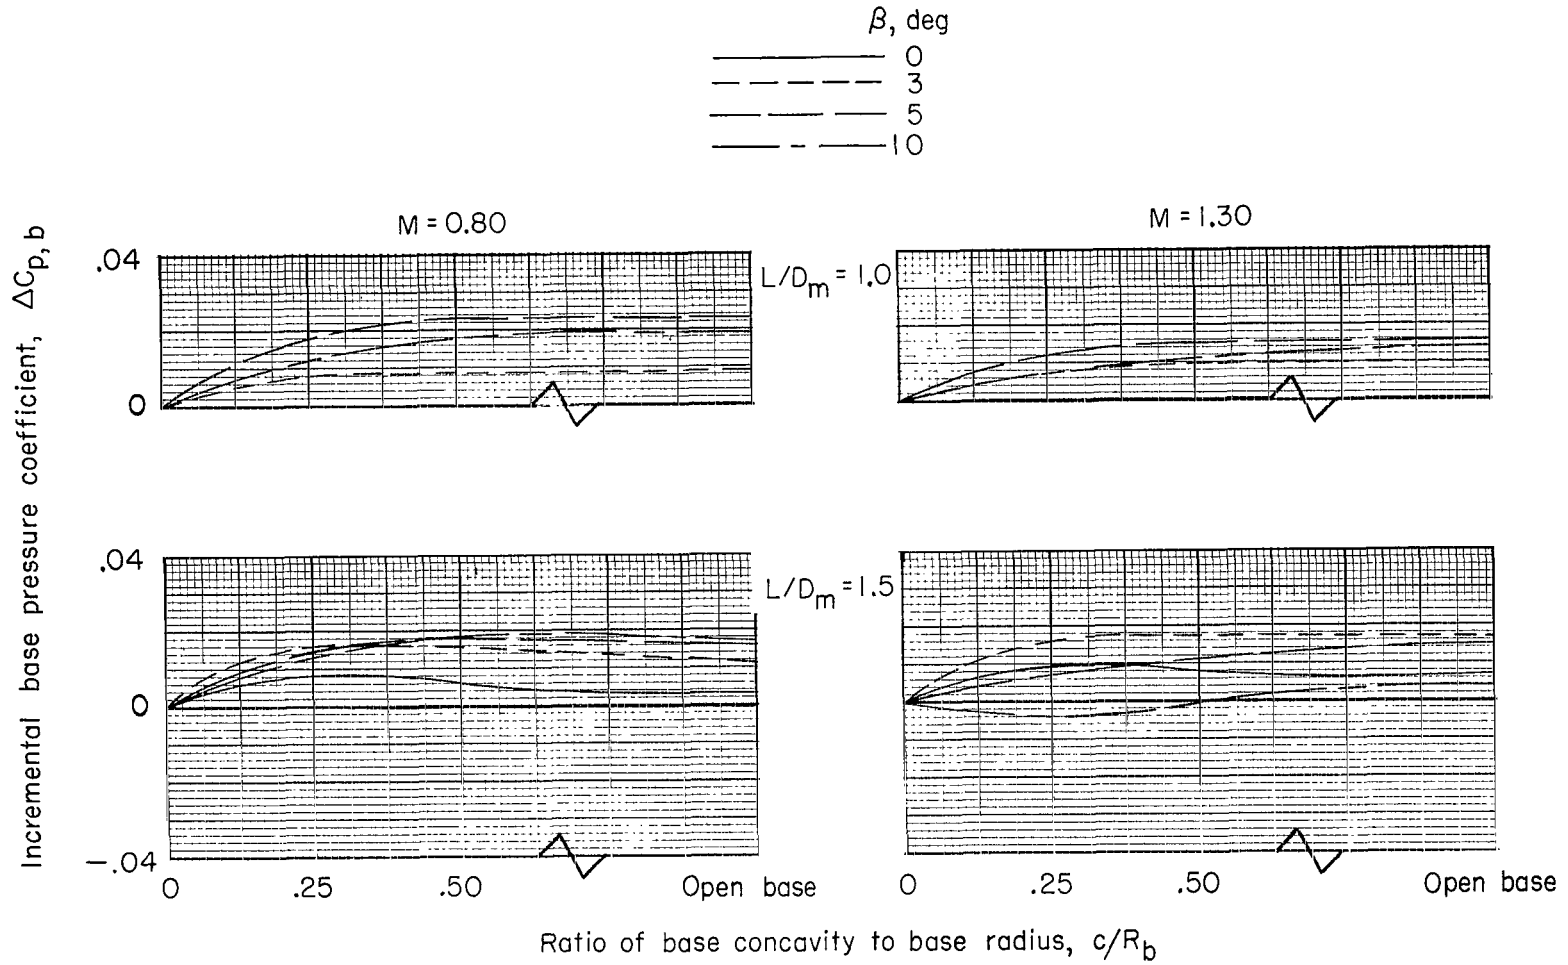 β, deg
0
3
5
10
M = 0.80
M = 1.30
Incremental base pressure coefficient, ΔCp, b
.04
0
L/Dm = 1.0
.04
0
-.04
L/Dm = 1.5
0 .25 .50 Open base
0 .25 .50 Open base
Ratio of base concavity to base radius, c/Rb